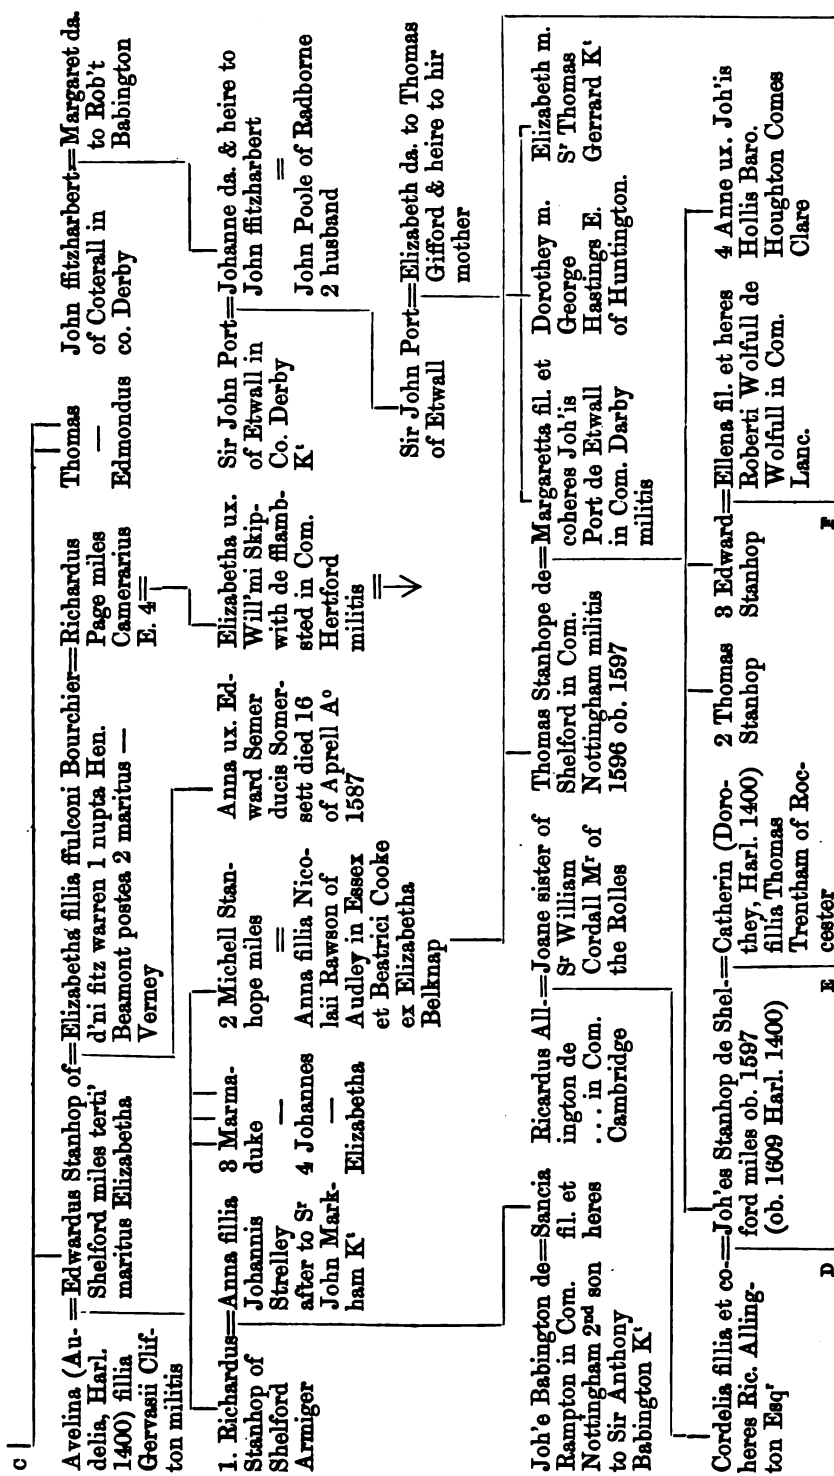 c
Avelina (Au-
delia, Harl.
1400) fillia
Gervasii Clif-
ton militis
=Edwardus Stanhop of
Shelford miles terti'
maritus Elizabetha
=Elizabetha fillia ffulconi Bourchier
d'ni fitz warren 1 nupta Hen.
Beamont postea 2 maritus —
Verney
=Richardus
Page miles
Camerarius
E. 4=
Thomas
—
Edmondus
John ffitzharbert
of Coterall in
co. Derby
=Margaret da.
to Rob't
Babington
1. Richardus
Stanhop of
Shelford
Armiger
=Anna fillia
Johannis
Strelley
after to Sr
John Mark-
ham Kt
3 Marma-
duke
—
4 Johannes
—
Elizabetha
2 Michell Stan-
hope miles
=
Anna fillia Nico-
laii Rawson of
Audley in Essex
et Beatrici Cooke
ex Elizabetha
Belknap
Anna ux. Ed-
ward Semer
ducis Somer-
sett died 16
of Aprell Ao
1587
Elizabetha ux.
Will'mi Skip-
with de fflamb-
sted in Com.
Hertford
militis
=
Sir John Port
of Etwall in
Co. Derby
Kt
=Johanne da. & heire to
John ffitzharbert
=
John Poole of Radborne
2 husband
Sir John Port
of Etwall
=Elizabeth da. to Thomas
Gifford & heire to hir
mother
Joh'e Babington de
Rampton in Com.
Nottingham 2nd son
to Sir Anthony
Babington Kt
=Sancia
fil. et
heres
Ricardus All-
ington de
... in Com.
Cambridge
=Joane sister of
Sr William
Cordall Mr of
the Rolles
Thomas Stanhope de
Shelford in Com.
Nottingham militis
1596 ob. 1597
=Margaretta fil. et
coheres Joh'is
Port de Etwall
in Com. Darby
militis
Dorothey m.
George
Hastings E.
of Huntington.
Elizabeth m.
Sr Thomas
Gerrard Kt
Cordelia fillia et co-
heres Ric. Alling-
ton Esqr
=Joh'es Stanhop de Shel-
ford miles ob. 1597
(ob. 1609 Harl. 1400)
=Catherin (Doro-
they, Harl. 1400)
fillia Thomas
Trentham of Roc-
cester
2 Thomas
Stanhop
3 Edward
Stanhop
=Ellena fil. et heres
Roberti Wolfull de
Wolfull in Com.
Lanc.
4 Anne ux. Joh'is
Hollis Baro.
Houghton Comes
Clare
D
E
F